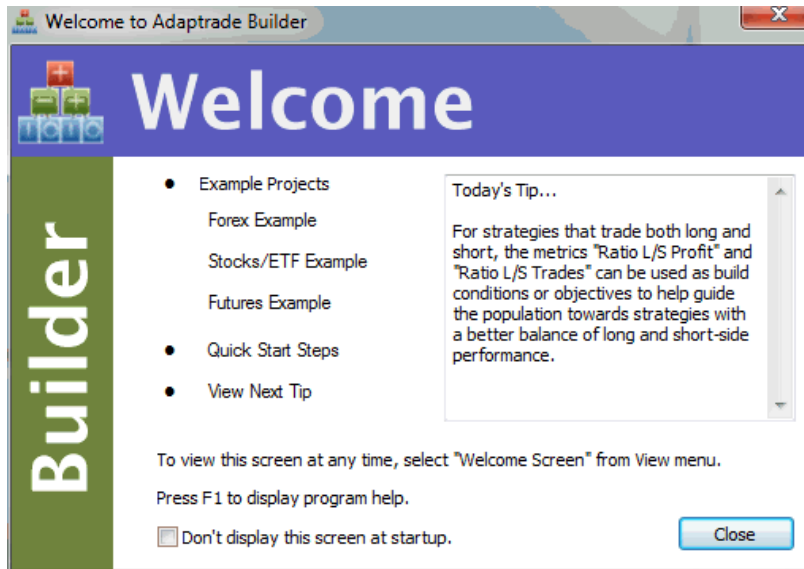 Welcome to Adaptrade Builder
Welcome
Builder
● Example Projects
Forex Example
Stocks/ETF Example
Futures Example
● Quick Start Steps
● View Next Tip
Today's Tip...
For strategies that trade both long and
short, the metrics "Ratio L/S Profit" and
"Ratio L/S Trades" can be used as build
conditions or objectives to help guide
the population towards strategies with
a better balance of long and short-side
performance.
To view this screen at any time, select "Welcome Screen" from View menu.
Press F1 to display program help.
Don't display this screen at startup.
Close